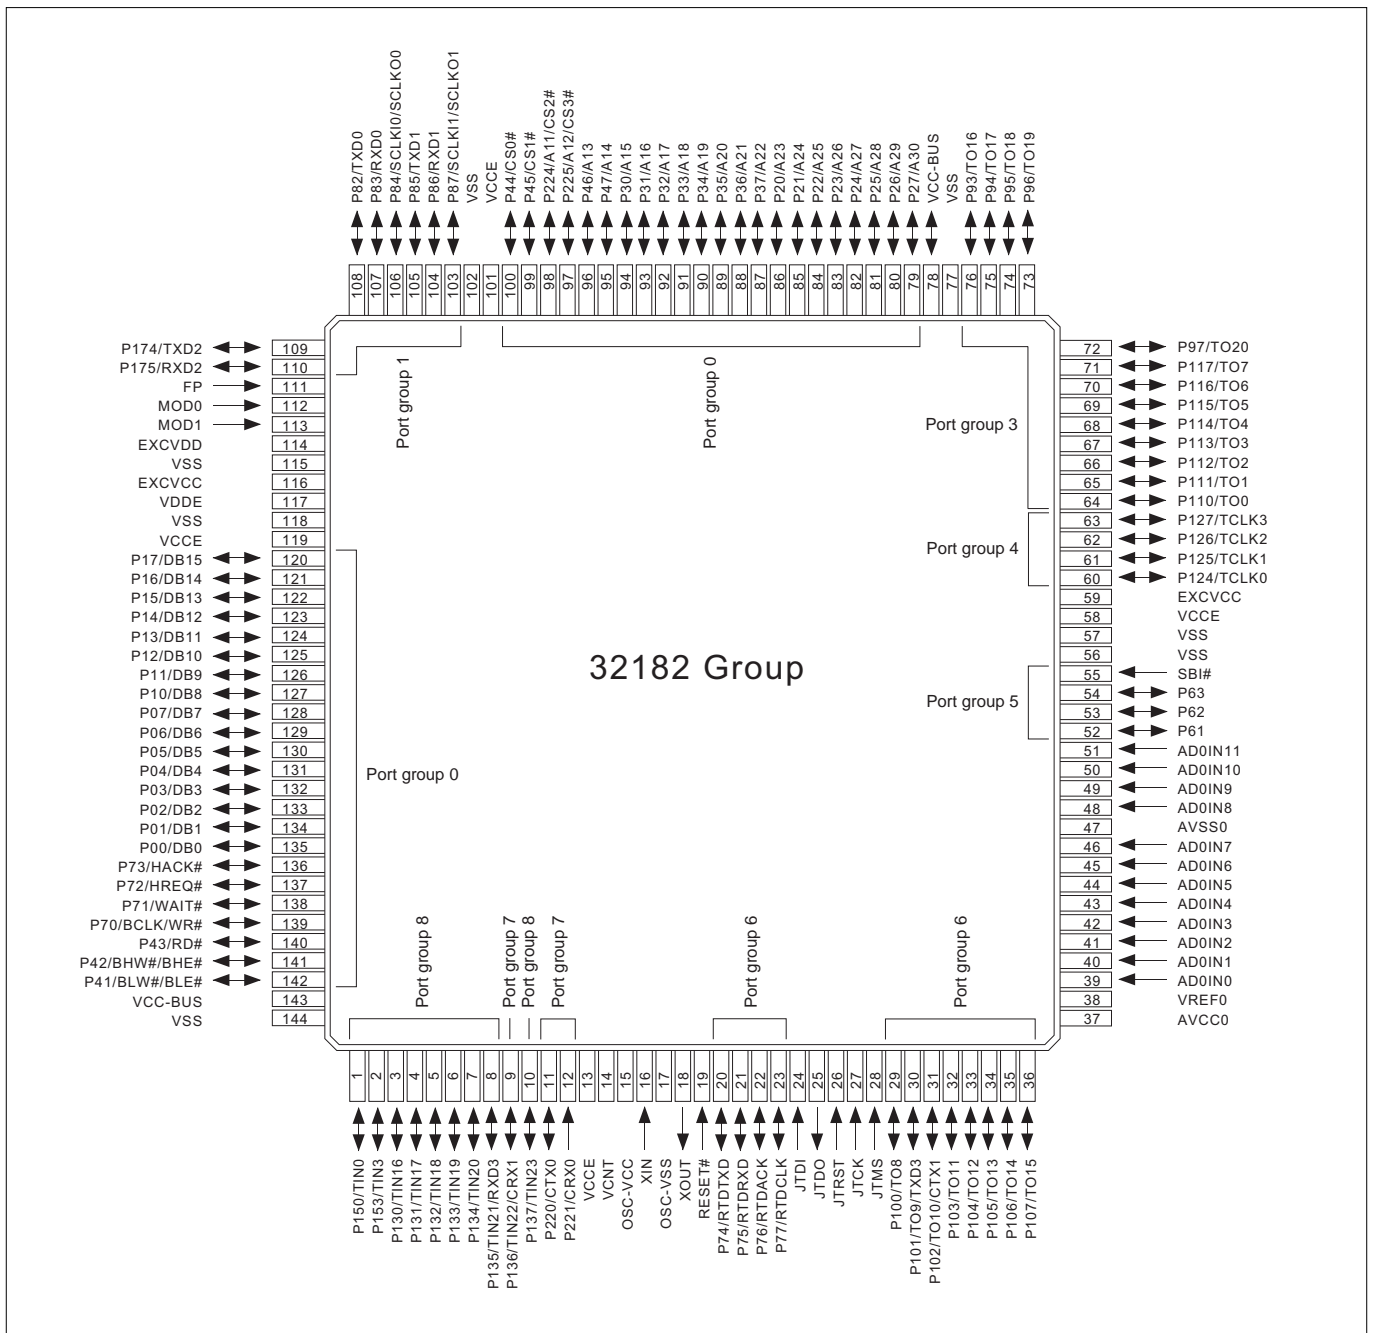 P82/TXD0
P83/RXD0
P84/SCLKI0/SCLKO0
P85/TXD1
P86/RXD1
P87/SCLKI1/SCLKO1
VSS
VCCE
P44/CS0#
P45/CS1#
P224/A11/CS2#
P225/A12/CS3#
P46/A13
P47/A14
P30/A15
P31/A16
P32/A17
P33/A18
P34/A19
P35/A20
P36/A21
P37/A22
P20/A23
P21/A24
P22/A25
P23/A26
P24/A27
P25/A28
P26/A29
P27/A30
VCC-BUS
VSS
P93/TO16
P94/TO17
P95/TO18
P96/TO19
108
107
106
105
104
103
102
101
100
99
98
97
96
95
94
93
92
91
90
89
88
87
86
85
84
83
82
81
80
79
78
77
76
75
74
73
P174/TXD2 109
P175/RXD2 110
FP 111
MOD0 112
MOD1 113
EXCVDD 114
VSS 115
EXCVCC 116
VDDE 117
VSS 118
VCCE 119
P17/DB15 120
P16/DB14 121
P15/DB13 122
P14/DB12 123
P13/DB11 124
P12/DB10 125
P11/DB9 126
P10/DB8 127
P07/DB7 128
P06/DB6 129
P05/DB5 130
P04/DB4 131
P03/DB3 132
P02/DB2 133
P01/DB1 134
P00/DB0 135
P73/HACK# 136
P72/HREQ# 137
P71/WAIT# 138
P70/BCLK/WR# 139
P43/RD# 140
P42/BHW#/BHE# 141
P41/BLW#/BLE# 142
VCC-BUS 143
VSS 144
Port group 1
Port group 0
Port group 3
Port group 4
32182 Group
Port group 5
Port group 0
Port group 8
Port group 7
Port group 8
Port group 7
Port group 6
Port group 6
72 P97/TO20
71 P117/TO7
70 P116/TO6
69 P115/TO5
68 P114/TO4
67 P113/TO3
66 P112/TO2
65 P111/TO1
64 P110/TO0
63 P127/TCLK3
62 P126/TCLK2
61 P125/TCLK1
60 P124/TCLK0
59 EXCVCC
58 VCCE
57 VSS
56 VSS
55 SBI#
54 P63
53 P62
52 P61
51 AD0IN11
50 AD0IN10
49 AD0IN9
48 AD0IN8
47 AVSS0
46 AD0IN7
45 AD0IN6
44 AD0IN5
43 AD0IN4
42 AD0IN3
41 AD0IN2
40 AD0IN1
39 AD0IN0
38 VREF0
37 AVCC0
1
2
3
4
5
6
7
8
9
10
11
12
13
14
15
16
17
18
19
20
21
22
23
24
25
26
27
28
29
30
31
32
33
34
35
36
P150/TIN0
P153/TIN3
P130/TIN16
P131/TIN17
P132/TIN18
P133/TIN19
P134/TIN20
P135/TIN21/RXD3
P136/TIN22/CRX1
P137/TIN23
P220/CTX0
P221/CRX0
VCCE
VCNT
OSC-VCC
XIN
OSC-VSS
XOUT
RESET#
P74/RTDTXD
P75/RTDRXD
P76/RTDACK
P77/RTDCLK
JTDI
JTDO
JTRST
JTCK
JTMS
P100/TO8
P101/TO9/TXD3
P102/TO10/CTX1
P103/TO11
P104/TO12
P105/TO13
P106/TO14
P107/TO15